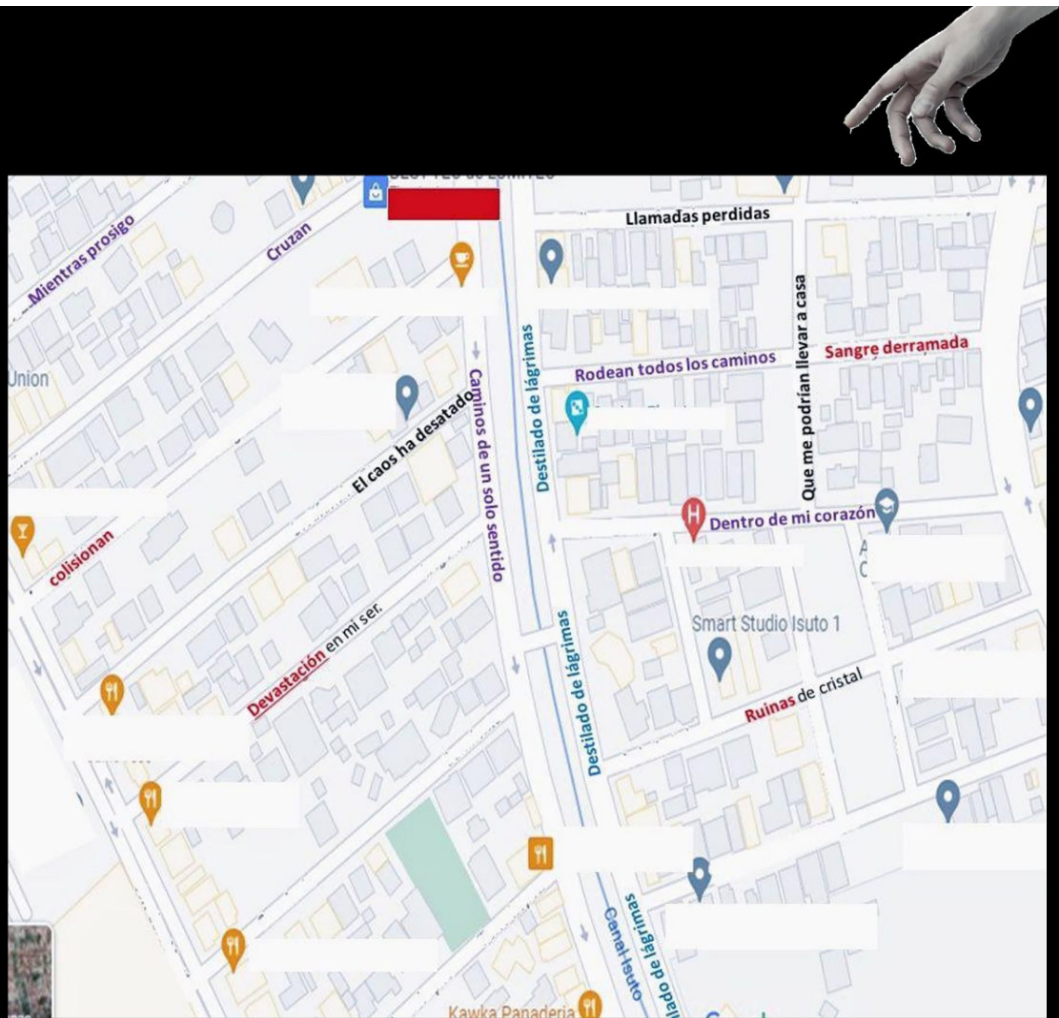 Llamadas perdidas
Mientras prosigo
Cruzan
Sangre derramada
Rodean todos los caminos
Que me podrían llevar a casa
Destilado de lágrimas
Caminos de un solo sentido
Union
El caos ha desatado
Dentro de mi corazón
colisionan
Devastación en mi ser.
Smart Studio Isuto 1
Destilado de lágrimas
Ruinas de cristal
Canal Isuto
lado de lágrimas
Kawka Panaderia